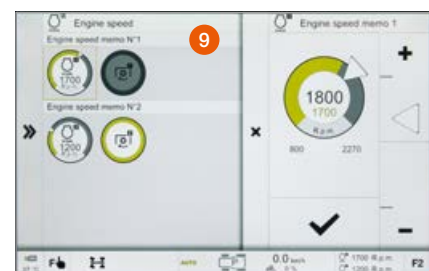 Engine speed
9
Engine speed memo N°1
1700
R.p.m.
Engine speed memo N°2
1200
R.p.m.
Engine speed memo 1
1800
1700
R.p.m.
800
2270
+
-
AUTO
P
0.0 km/h
0 %
1700 R.p.m.
F2